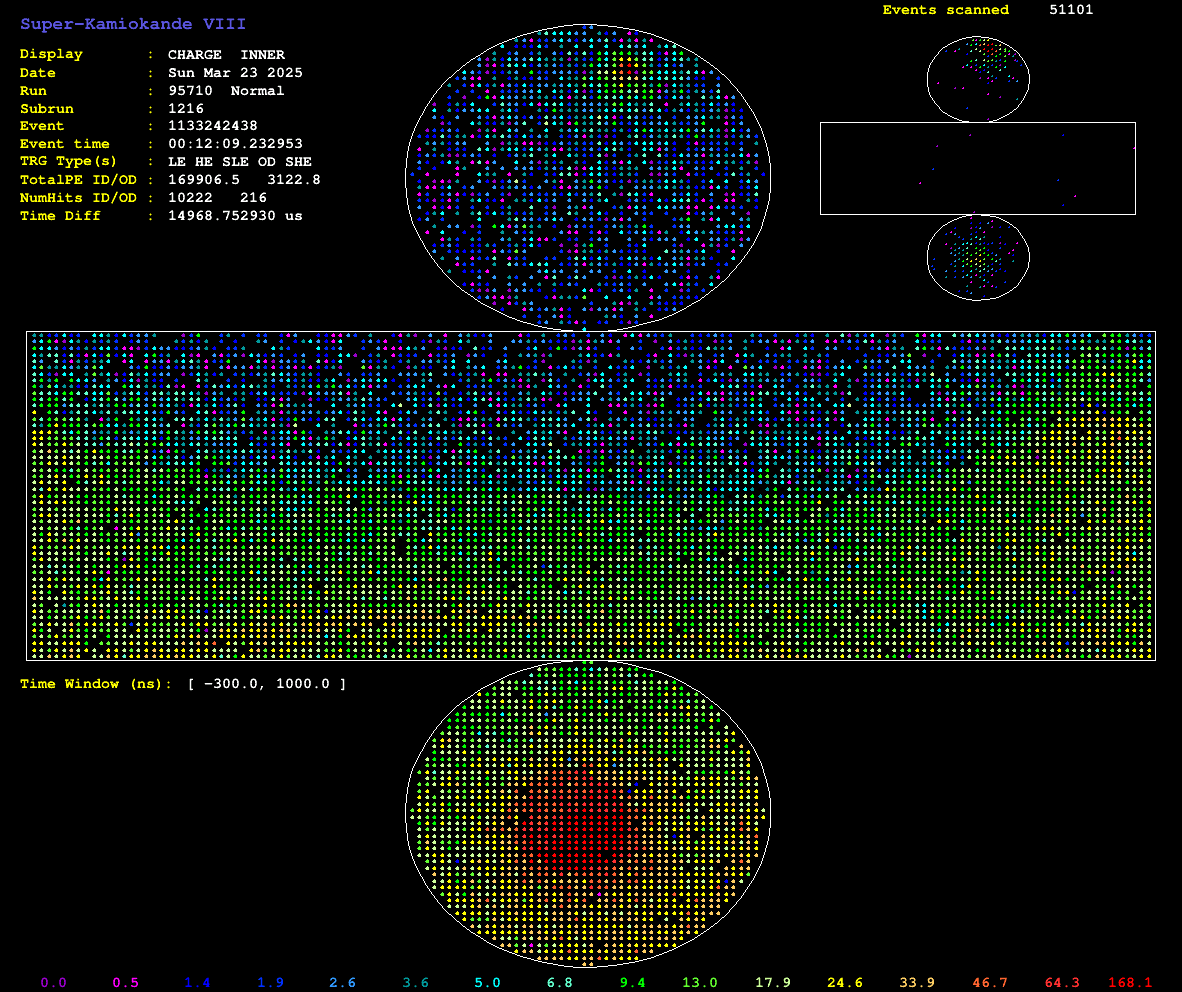 Super-Kamiokande VIII
Events scanned 51101
Display : CHARGE INNER
Date : Sun Mar 23 2025
Run : 95710 Normal
Subrun : 1216
Event : 1133242438
Event time : 00:12:09.232953
TRG Type(s) : LE HE SLE OD SHE
TotalPE ID/OD : 169906.5 3122.8
NumHits ID/OD : 10222 216
Time Diff : 14968.752930 us
Time Window (ns): [ −300.0, 1000.0 ]
0.0 0.5 1.4 1.9 2.6 3.6 5.0 6.8 9.4 13.0 17.9 24.6 33.9 46.7 64.3 168.1